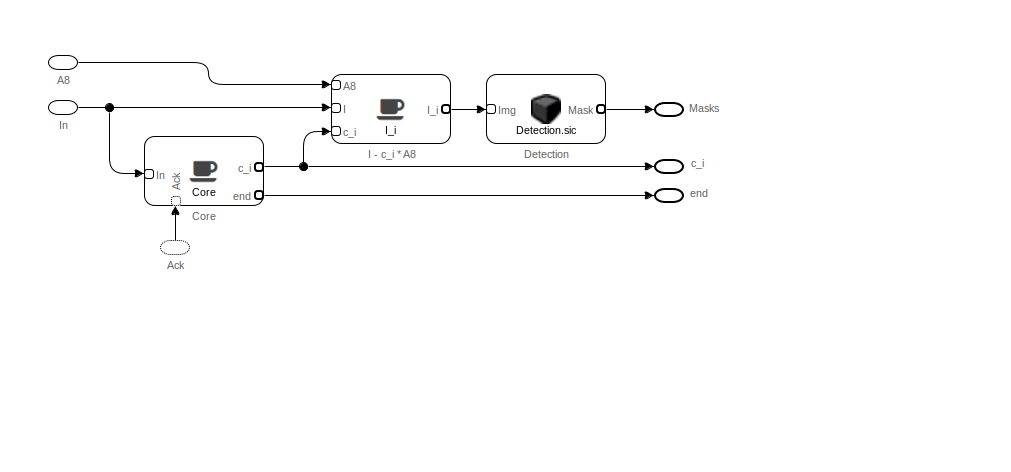 A8
In
A8
I
c_i
I_i
I_i
I - c_i * A8
Img
Mask
Detection.sic
Detection
Masks
In
Ack
Core
c_i
end
Core
c_i
end
Ack